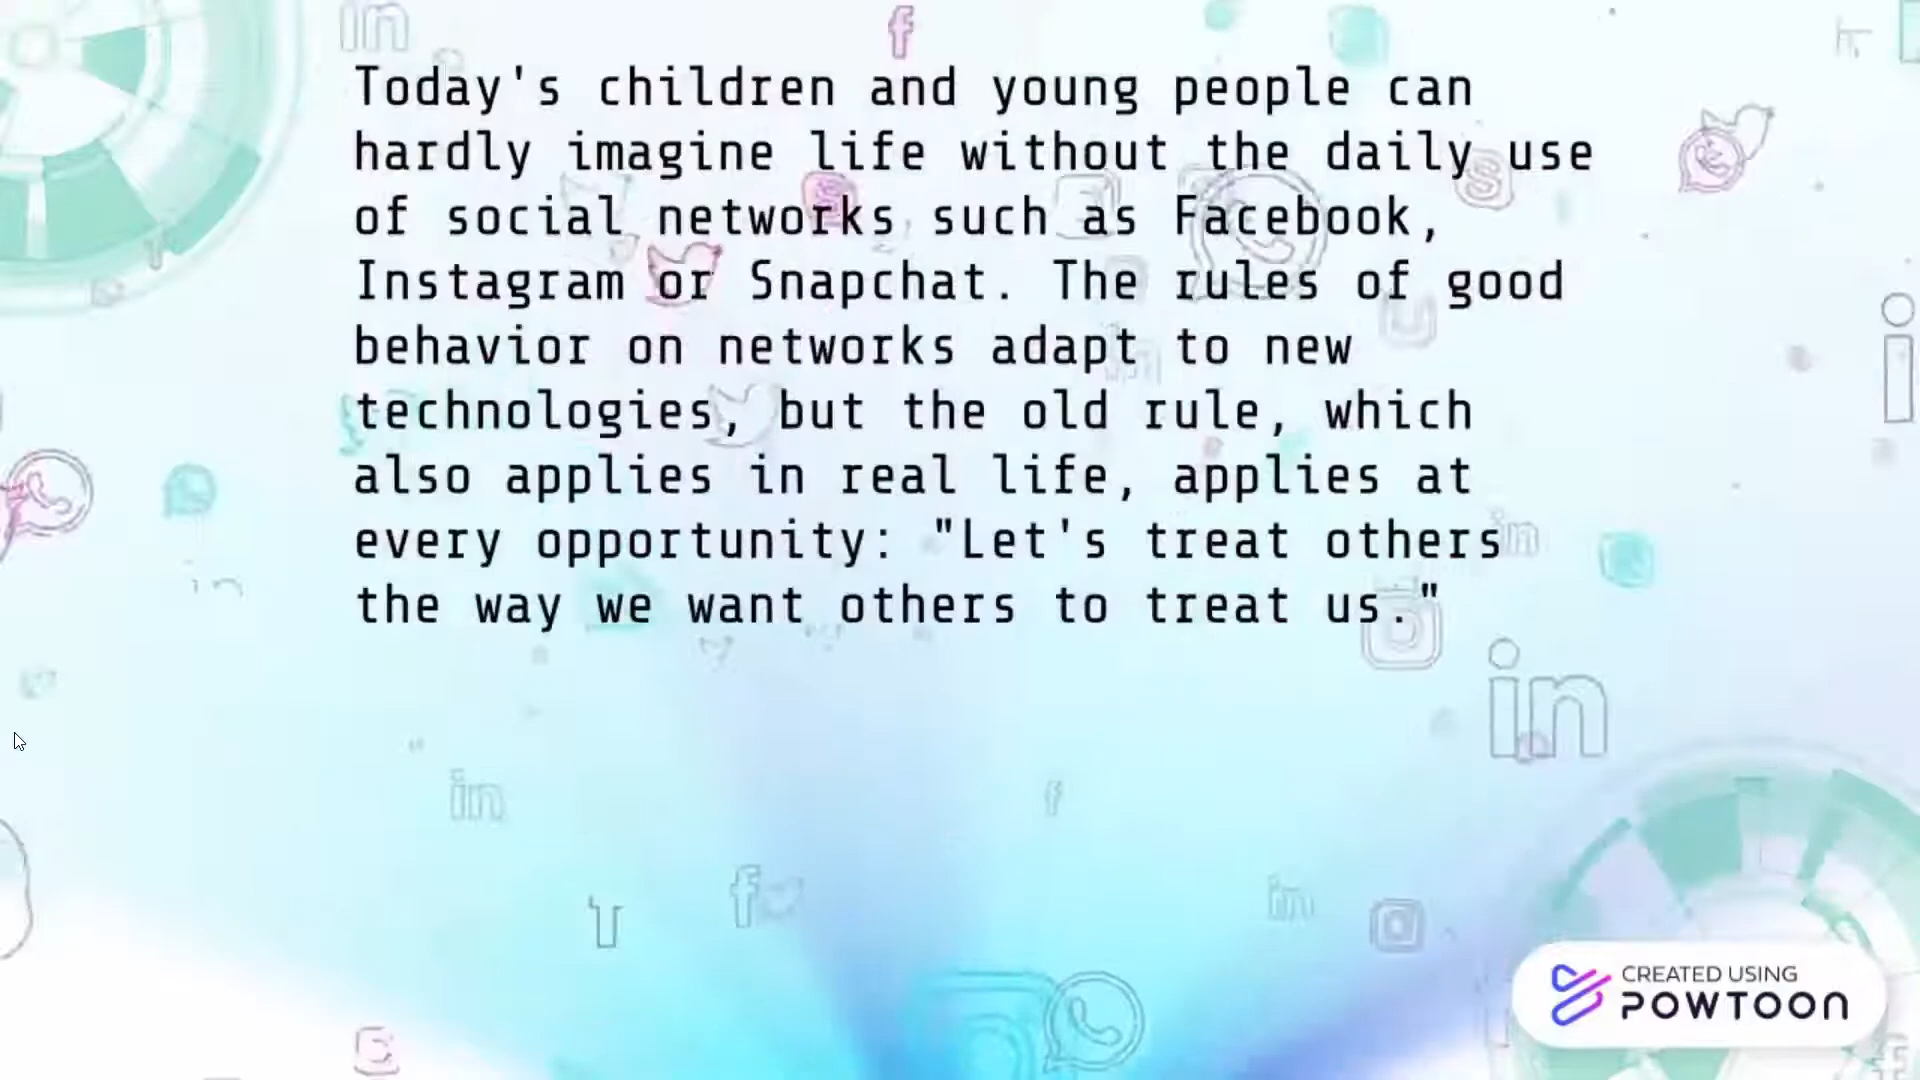 Today's children and young people can
hardly imagine life without the daily use
of social networks such as Facebook,
Instagram or Snapchat. The rules of good
behavior on networks adapt to new
technologies, but the old rule, which
also applies in real life, applies at
every opportunity: "Let's treat others
the way we want others to treat us."
CREATED USING
POWTOON